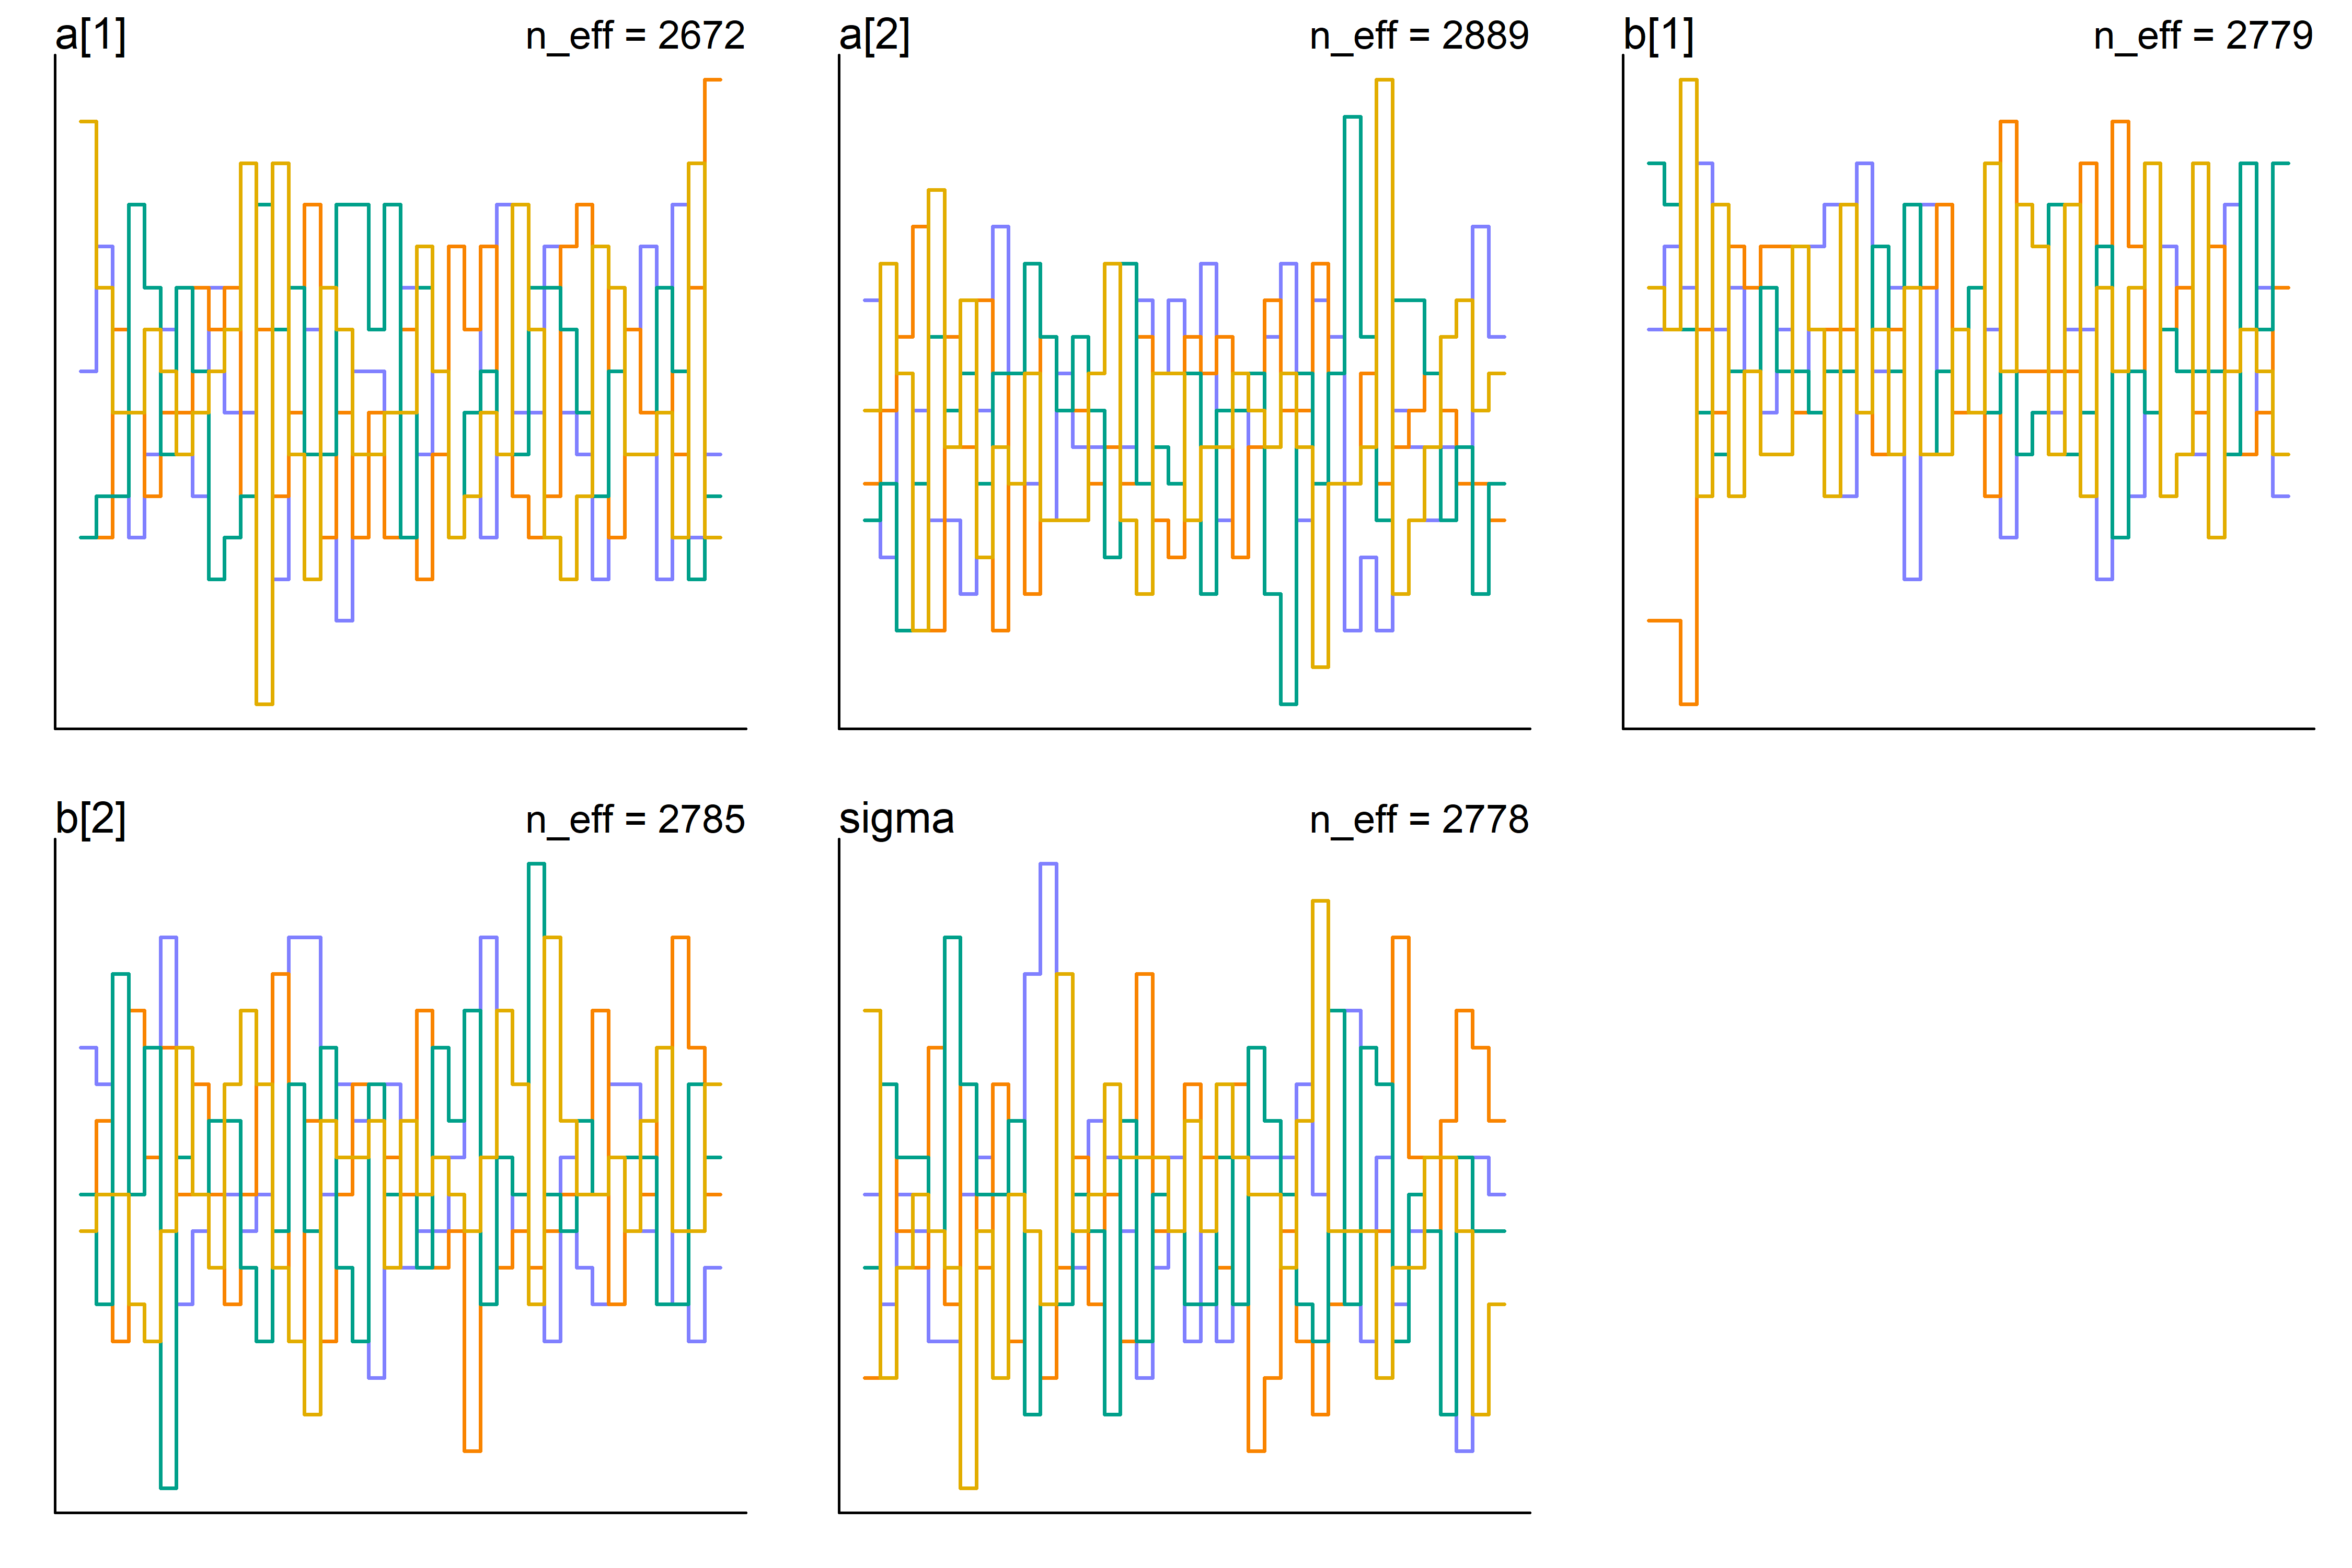 a[1] n_eff = 2672
a[2] n_eff = 2889
b[1] n_eff = 2779
b[2] n_eff = 2785
sigma n_eff = 2778